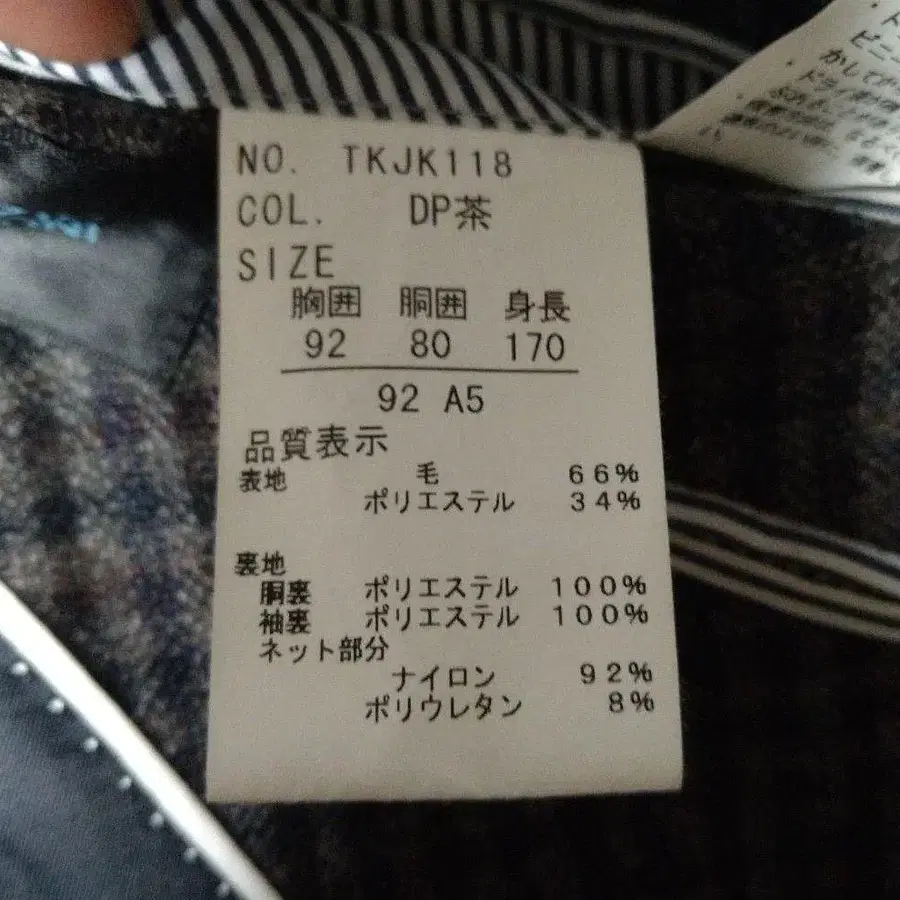 NO. TKJK118
COL. DP茶
SIZE
胸囲 胴囲 身長
92 80 170
92 A5
品質表示
表地 毛 66%
ポリエステル 34%
裏地
胴裏 ポリエステル 100%
袖裏 ポリエステル 100%
ネット部分
ナイロン 92%
ポリウレタン 8%